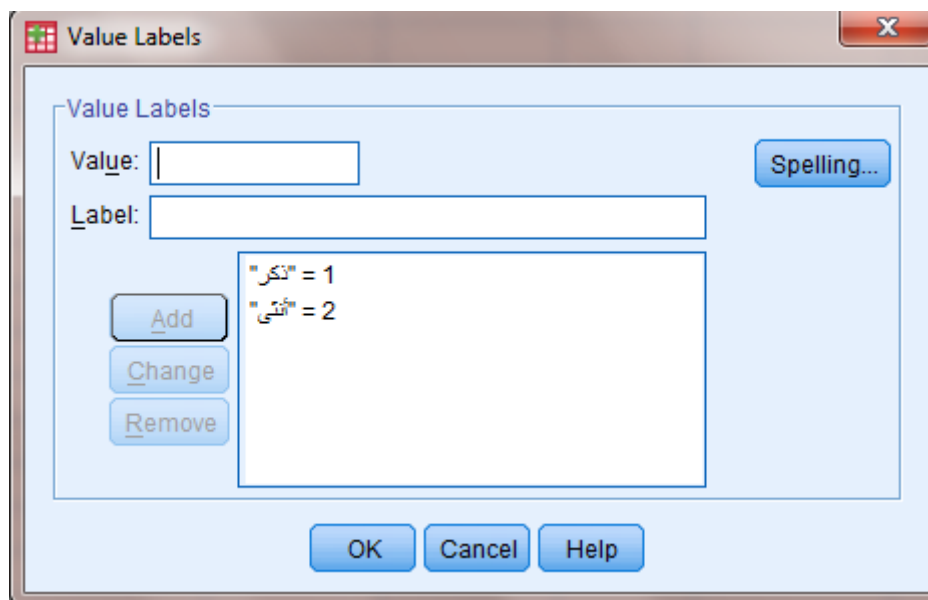 Value Labels
Value Labels
Value:
Spelling...
Label:
1 = "ذكر"
2 = "أنثى"
Add
Change
Remove
OK
Cancel
Help